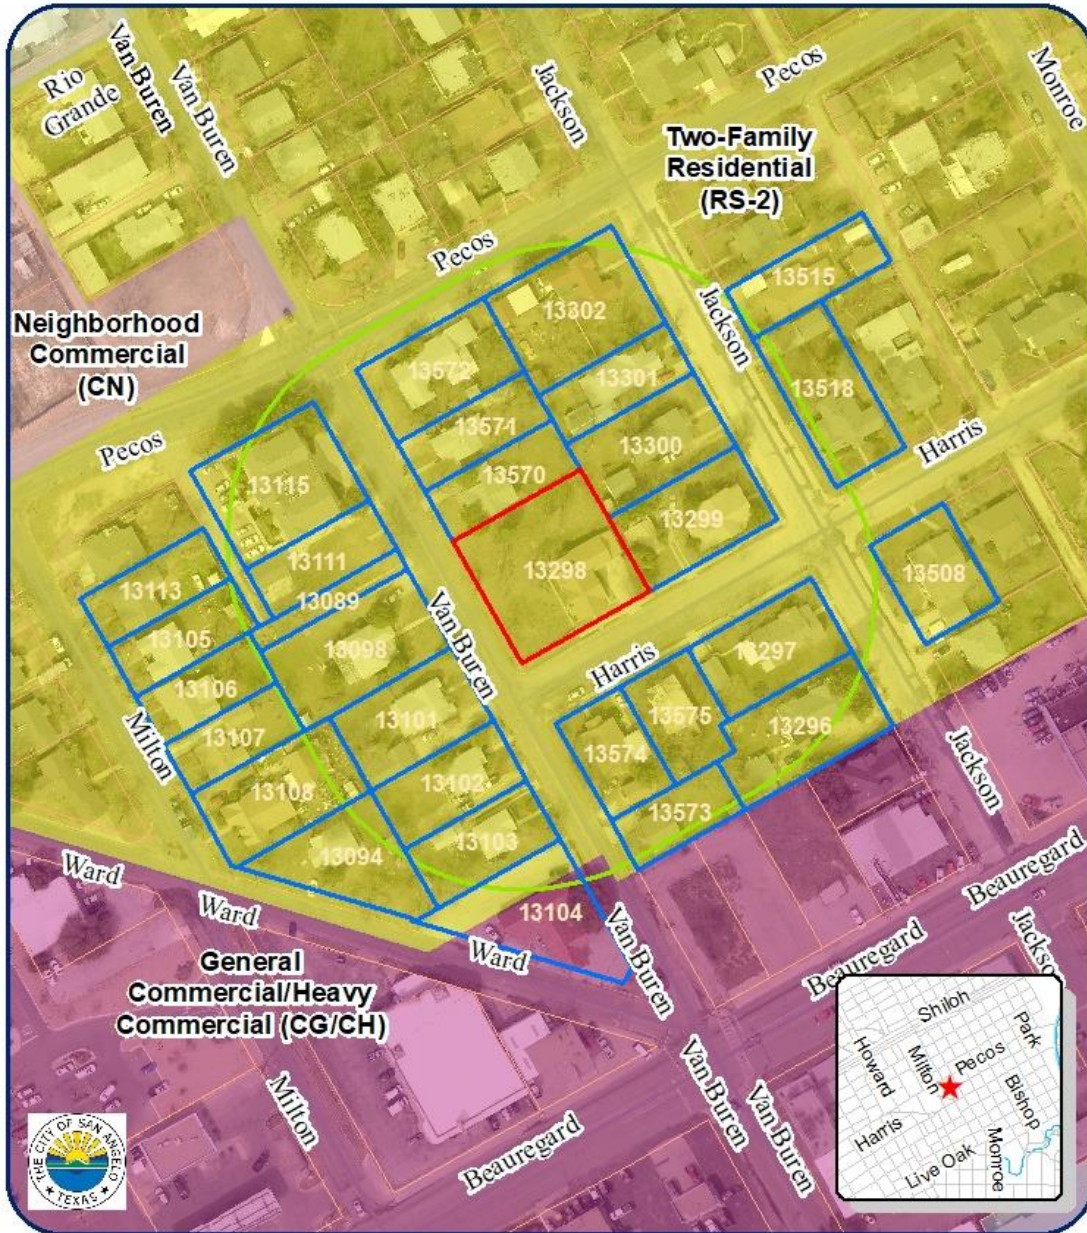 Rio
Grande
Van Buren
Van Buren
Jackson
Pecos
Monroe
Two-Family
Residential
(RS-2)
Pecos
13302
13515
Jackson
Neighborhood
Commercial
(CN)
13572
13301
13518
13571
Pecos
13300
Harris
13115
13570
13299
13111
13298
13508
13113
13089
13105
13098
Van Buren
13297
13106
Harris
13101
13575
13107
13296
Milton
13574
13108
13102
Jackson
13573
13103
13094
Beauregard
Ward
Ward
13104
Van Buren
Ward
Beauregard
Jackson
General
Commercial/Heavy
Commercial (CG/CH)
Milton
Van Buren
Van Buren
Beauregard
Shiloh
Park
Howard
Milton
Pecos
Bishop
Harris
Live Oak
Monroe
THE CITY OF SAN ANGELO
TEXAS